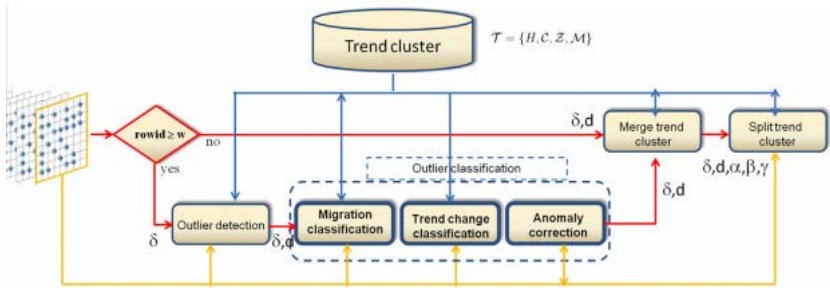 Trend cluster
𝒯 = {H, C, Z, M}
rowid ≥ w
no
yes
δ,d
Merge trend
cluster
Split trend
cluster
δ,d,α,β,γ
Outlier classification
δ,d
δ
Outlier detection
δ,d
Migration
classification
Trend change
classification
Anomaly
correction